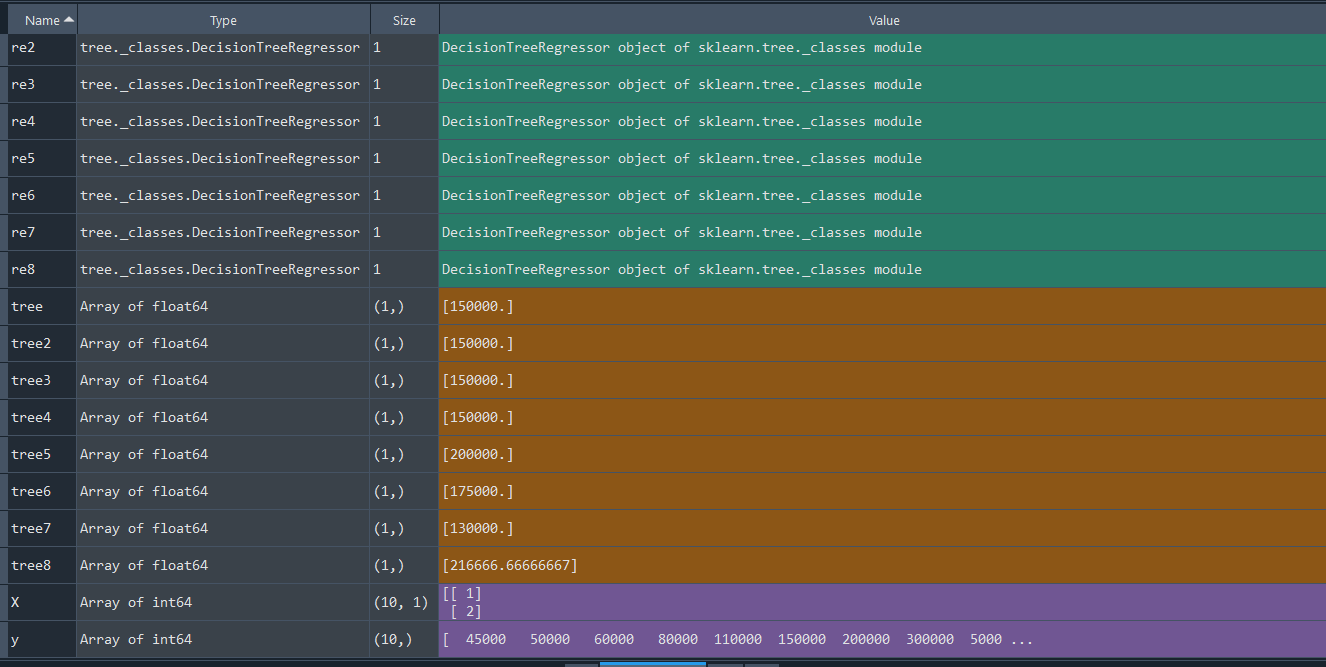 Name Type Size Value
re2 tree._classes.DecisionTreeRegressor 1 DecisionTreeRegressor object of sklearn.tree._classes module
re3 tree._classes.DecisionTreeRegressor 1 DecisionTreeRegressor object of sklearn.tree._classes module
re4 tree._classes.DecisionTreeRegressor 1 DecisionTreeRegressor object of sklearn.tree._classes module
re5 tree._classes.DecisionTreeRegressor 1 DecisionTreeRegressor object of sklearn.tree._classes module
re6 tree._classes.DecisionTreeRegressor 1 DecisionTreeRegressor object of sklearn.tree._classes module
re7 tree._classes.DecisionTreeRegressor 1 DecisionTreeRegressor object of sklearn.tree._classes module
re8 tree._classes.DecisionTreeRegressor 1 DecisionTreeRegressor object of sklearn.tree._classes module
tree Array of float64 (1,) [150000.]
tree2 Array of float64 (1,) [150000.]
tree3 Array of float64 (1,) [150000.]
tree4 Array of float64 (1,) [150000.]
tree5 Array of float64 (1,) [200000.]
tree6 Array of float64 (1,) [175000.]
tree7 Array of float64 (1,) [130000.]
tree8 Array of float64 (1,) [216666.66666667]
X Array of int64 (10, 1) [[ 1]
[ 2]
y Array of int64 (10,) [ 45000 50000 60000 80000 110000 150000 200000 300000 5000 ...